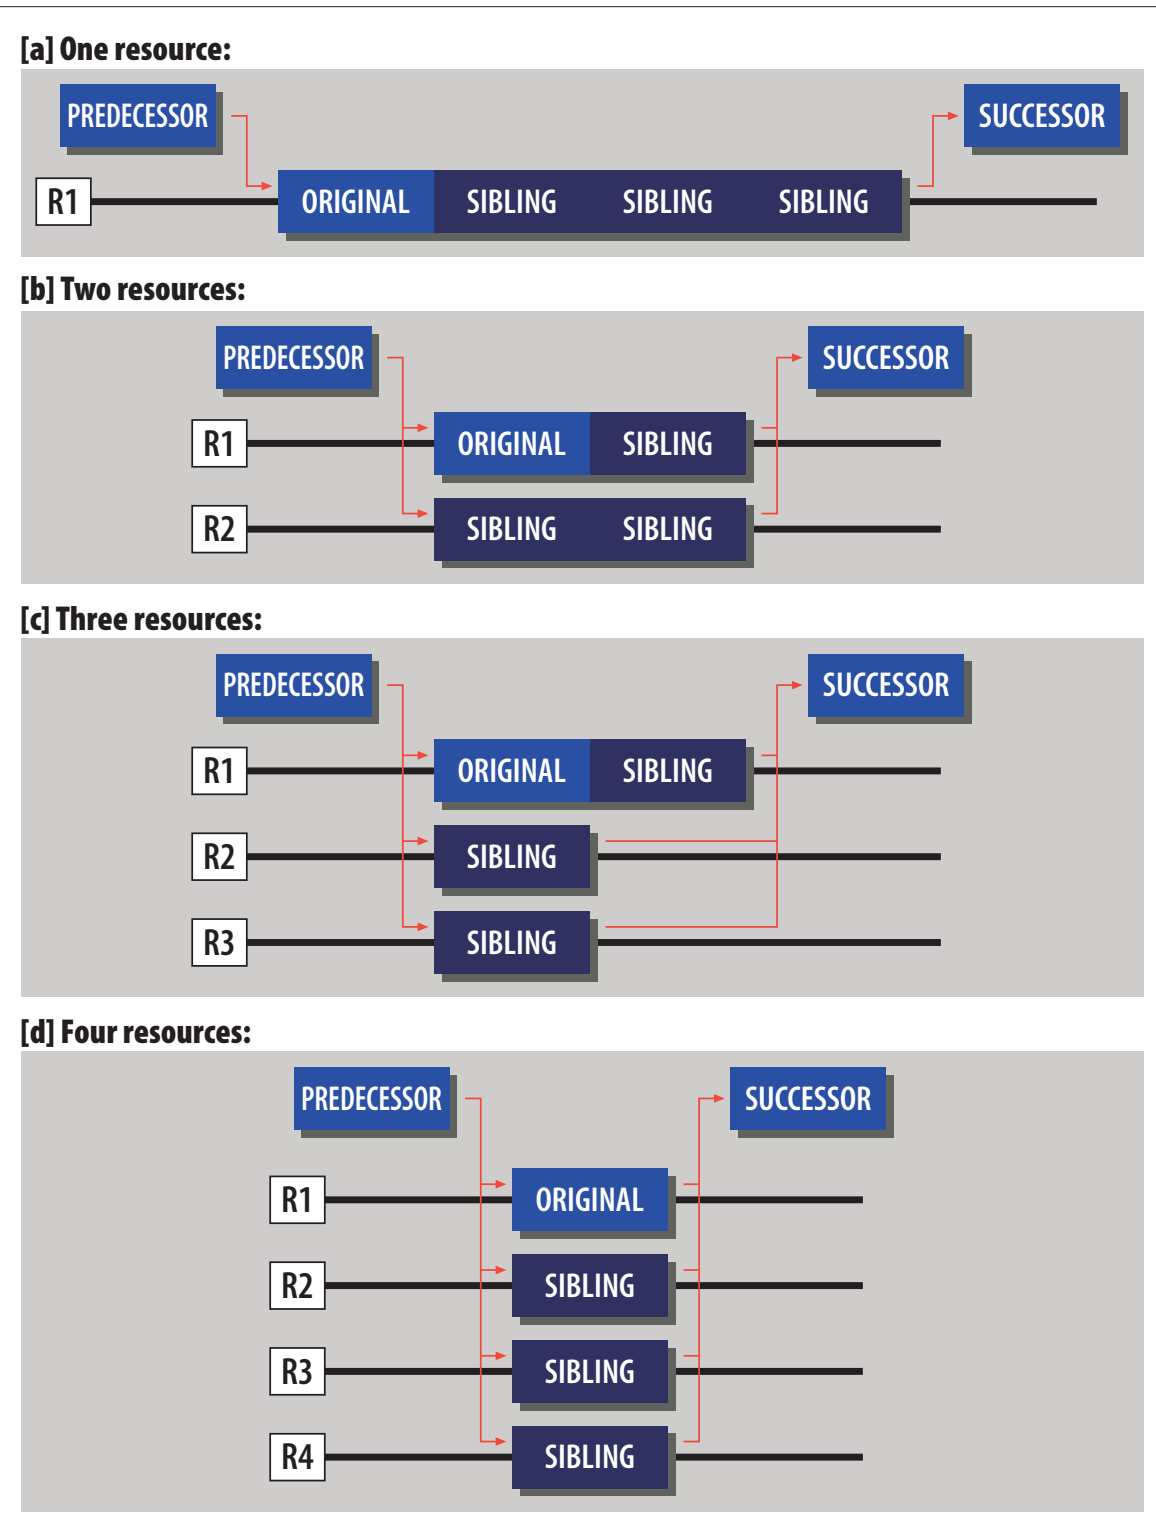 [a] One resource:
PREDECESSOR SUCCESSOR
R1 ORIGINAL SIBLING SIBLING SIBLING
[b] Two resources:
PREDECESSOR SUCCESSOR
R1 ORIGINAL SIBLING
R2 SIBLING SIBLING
[c] Three resources:
PREDECESSOR SUCCESSOR
R1 ORIGINAL SIBLING
R2 SIBLING
R3 SIBLING
[d] Four resources:
PREDECESSOR SUCCESSOR
R1 ORIGINAL
R2 SIBLING
R3 SIBLING
R4 SIBLING